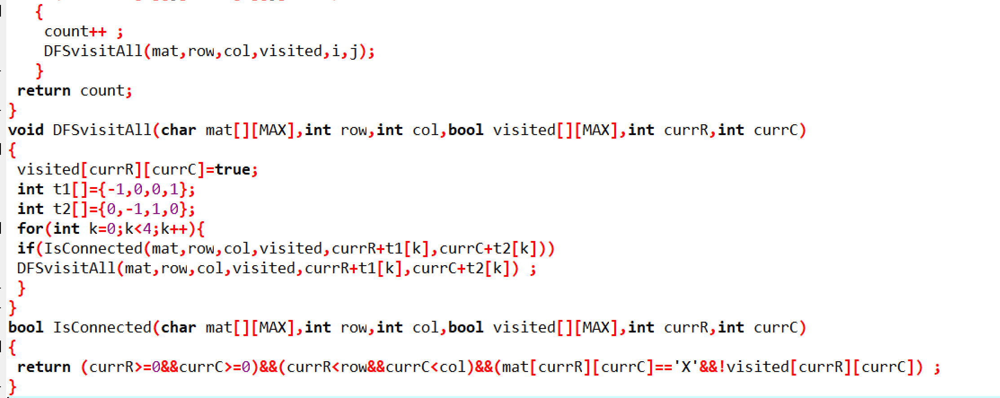 {
count++ ;
DFSvisitAll(mat,row,col,visited,i,j);
}
return count;
}
void DFSvisitAll(char mat[][MAX],int row,int col,bool visited[][MAX],int currR,int currC)
{
visited[currR][currC]=true;
int t1[]={-1,0,0,1};
int t2[]={0,-1,1,0};
for(int k=0;k<4;k++){
if(IsConnected(mat,row,col,visited,currR+t1[k],currC+t2[k]))
DFSvisitAll(mat,row,col,visited,currR+t1[k],currC+t2[k]) ;
}
}
bool IsConnected(char mat[][MAX],int row,int col,bool visited[][MAX],int currR,int currC)
{
return (currR>=0&&currC>=0)&&(currR<row&&currC<col)&&(mat[currR][currC]=='X'&&!visited[currR][currC]) ;
}